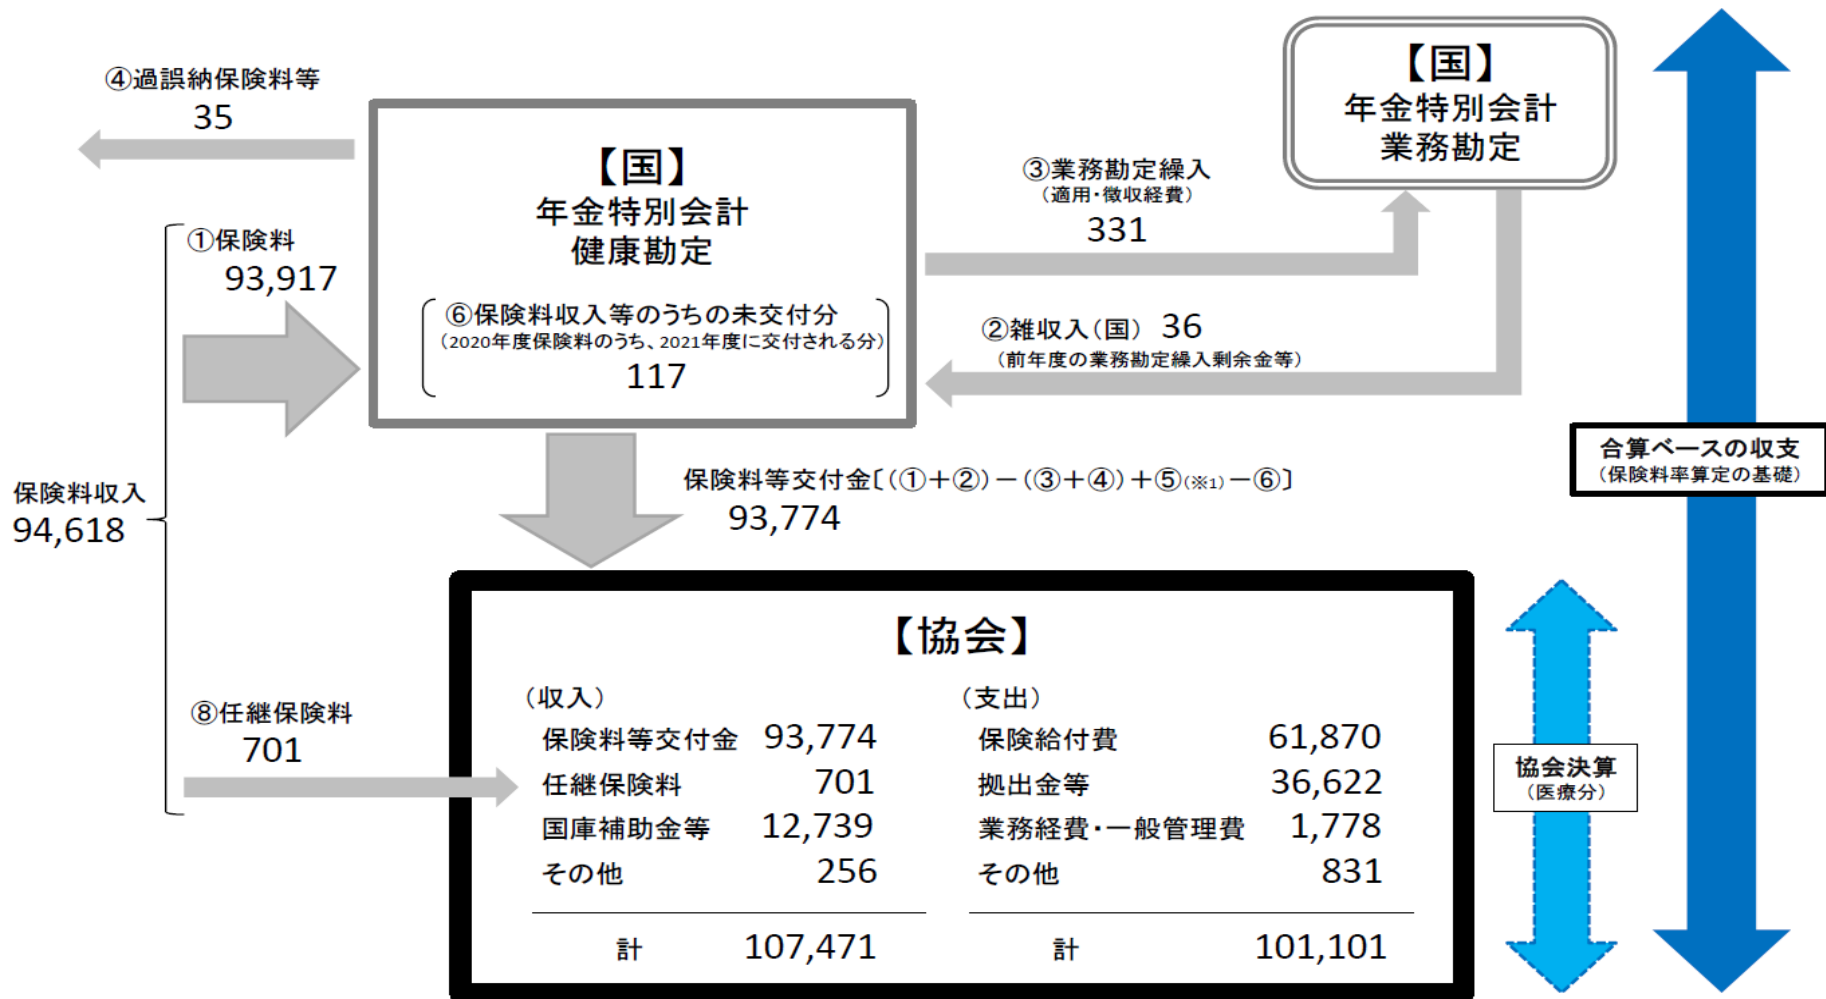 ④過誤納保険料等
35
【国】
年金特別会計
業務勘定
【国】
年金特別会計
健康勘定
③業務勘定繰入
(適用・徴収経費)
331
①保険料
93,917
⑥保険料収入等のうちの未交付分
(2020年度保険料のうち、2021年度に交付される分)
117
②雑収入(国) 36
(前年度の業務勘定繰入剰余金等)
合算ベースの収支
(保険料率算定の基礎)
保険料収入
94,618
保険料等交付金〔(①+②)-(③+④)+⑤(※1)-⑥〕
93,774
【協会】
(収入)
保険料等交付金 93,774
任継保険料 701
国庫補助金等 12,739
その他 256
計 107,471
(支出)
保険給付費 61,870
拠出金等 36,622
業務経費・一般管理費 1,778
その他 831
計 101,101
⑧任継保険料
701
協会決算
(医療分)